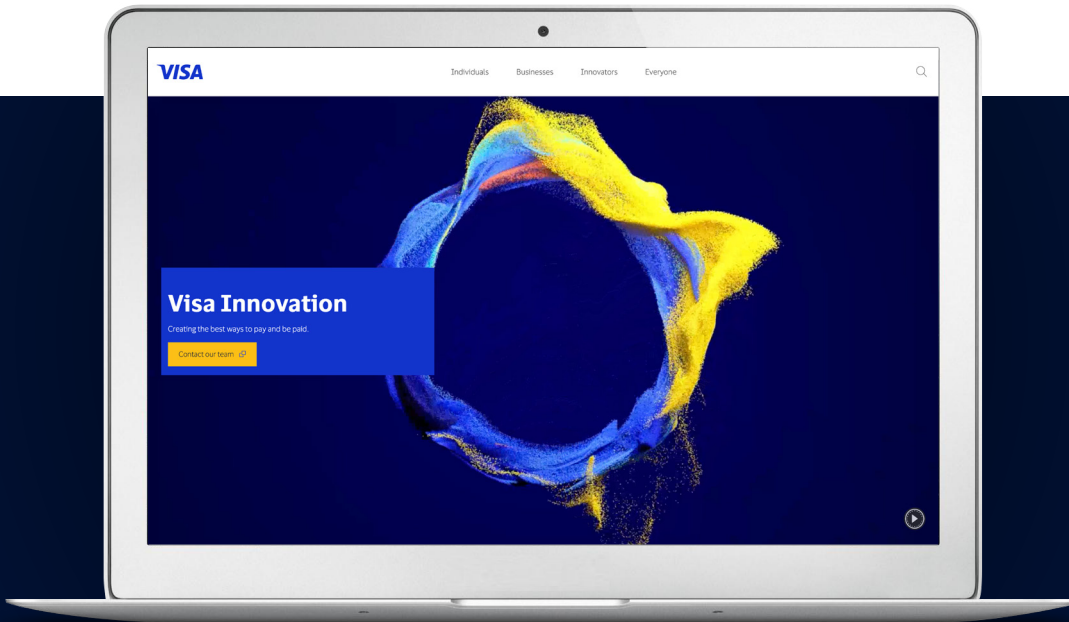 VISA
Individuals Businesses Innovators Everyone
Visa Innovation
Creating the best ways to pay and be paid.
Contact our team